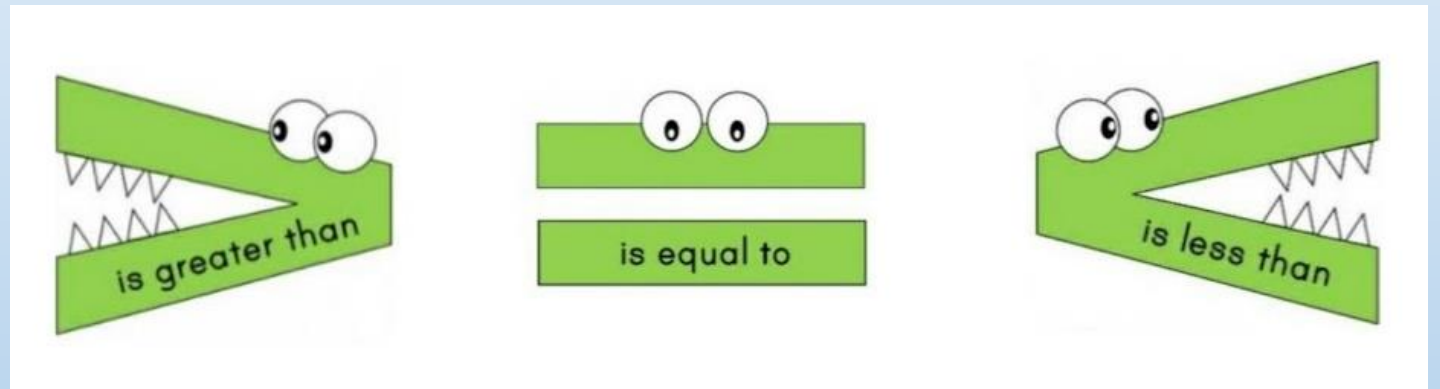 is greater than
is equal to
is less than